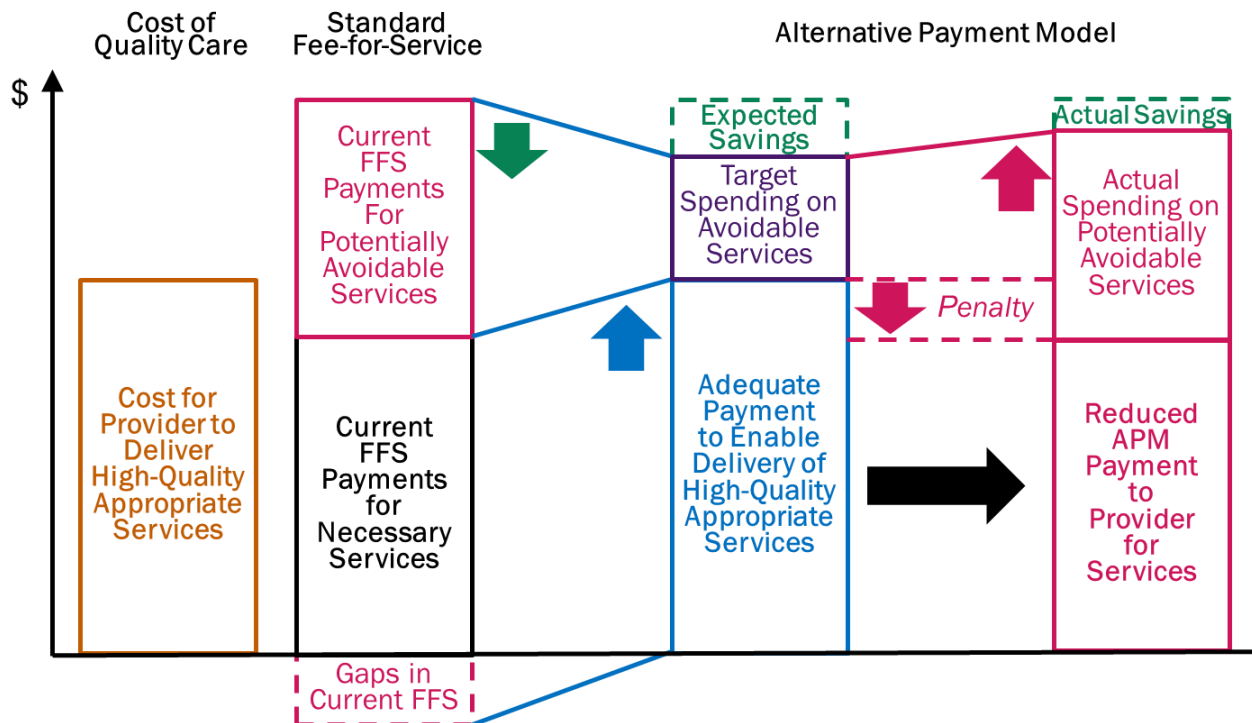 Cost of
Quality Care
Standard
Fee-for-Service
Alternative Payment Model
$
Current
FFS
Payments
For
Potentially
Avoidable
Services
Expected
Savings
Actual Savings
Target
Spending on
Avoidable
Services
Actual
Spending on
Potentially
Avoidable
Services
Penalty
Cost for
Provider to
Deliver
High-Quality
Appropriate
Services
Current
FFS
Payments
for
Necessary
Services
Adequate
Payment
to Enable
Delivery of
High-Quality
Appropriate
Services
Reduced
APM
Payment
to
Provider
for
Services
Gaps in
Current FFS